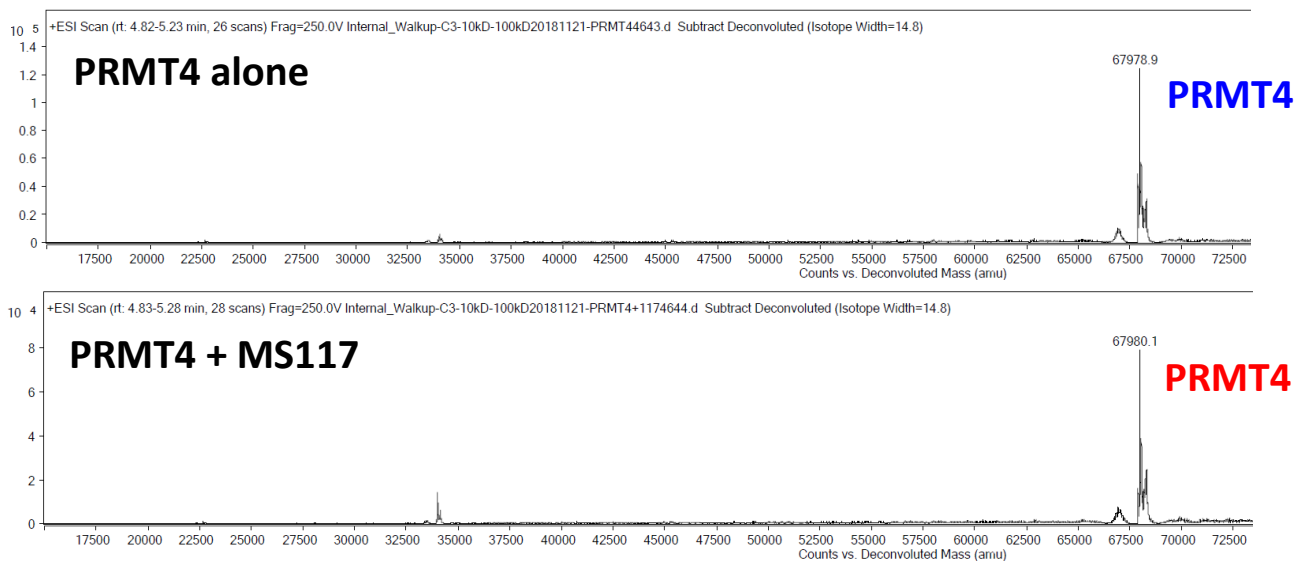 10 5 +ESI Scan (rt: 4.82-5.23 min, 26 scans) Frag=250.0V Internal_Walkup-C3-10kD-100kD20181121-PRMT44643.d Subtract Deconvoluted (Isotope Width=14.8)
1.4
PRMT4 alone
67978.9
PRMT4
1.2
1
0.8
0.6
0.4
0.2
0
17500 20000 22500 25000 27500 30000 32500 35000 37500 40000 42500 45000 47500 50000 52500 55000 57500 60000 62500 65000 67500 70000 72500
Counts vs. Deconvoluted Mass (amu)
10 4 +ESI Scan (rt: 4.83-5.28 min, 28 scans) Frag=250.0V Internal_Walkup-C3-10kD-100kD20181121-PRMT4+1174644.d Subtract Deconvoluted (Isotope Width=14.8)
PRMT4 + MS117
67980.1
PRMT4
8
6
4
2
0
17500 20000 22500 25000 27500 30000 32500 35000 37500 40000 42500 45000 47500 50000 52500 55000 57500 60000 62500 65000 67500 70000 72500
Counts vs. Deconvoluted Mass (amu)